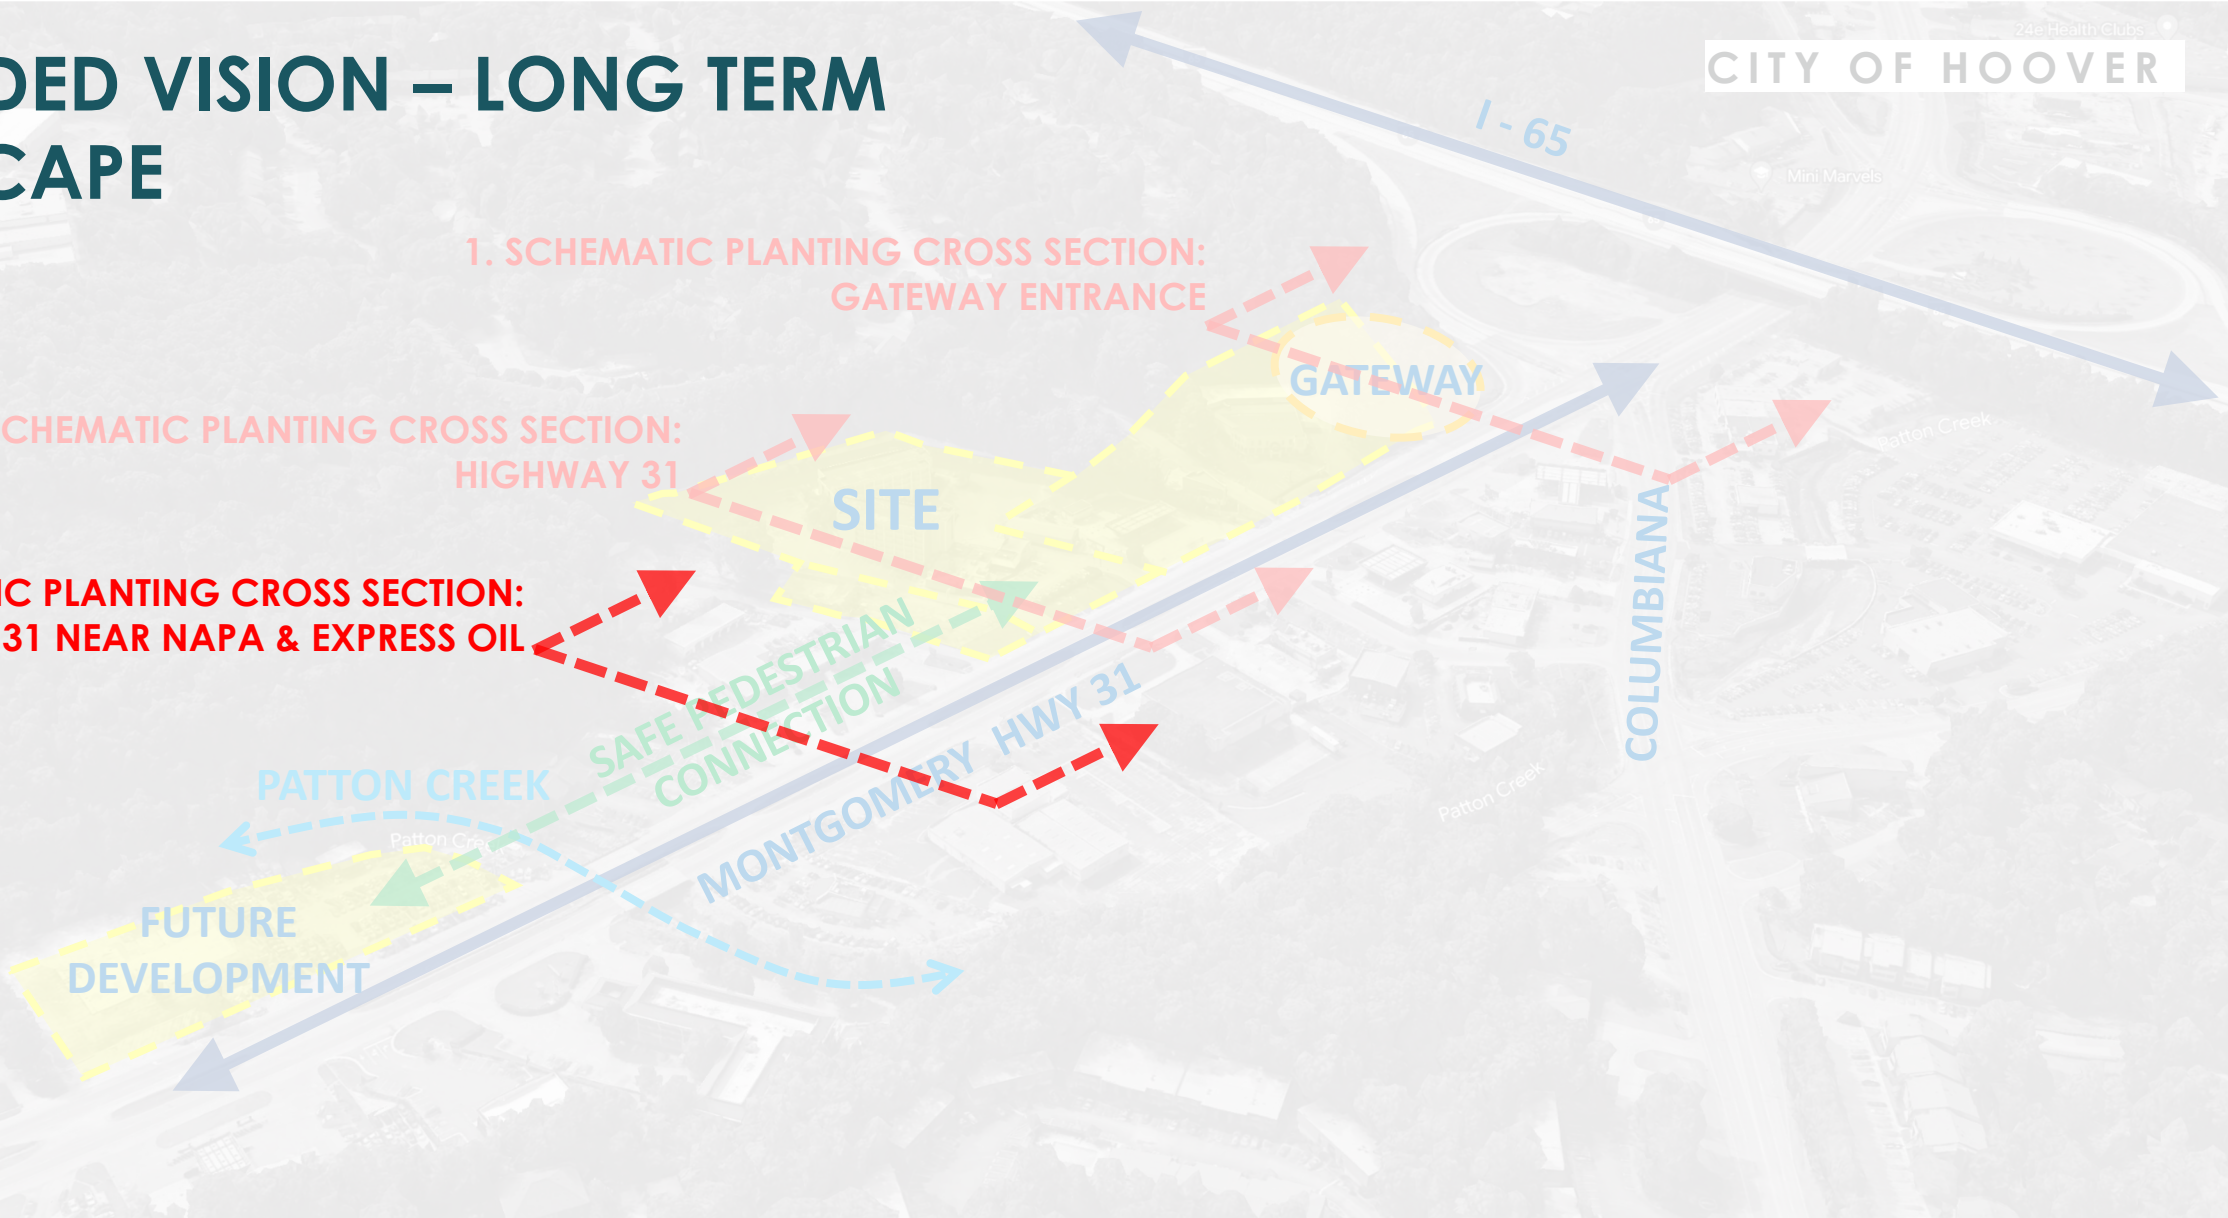 DED VISION – LONG TERM
CAPE
CITY OF HOOVER
24e Health Clubs
I - 65
Mini Marvels
1. SCHEMATIC PLANTING CROSS SECTION:
GATEWAY ENTRANCE
GATEWAY
CHEMATIC PLANTING CROSS SECTION:
HIGHWAY 31
SITE
Patton Creek
COLUMBIANA
IC PLANTING CROSS SECTION:
31 NEAR NAPA & EXPRESS OIL
SAFE PEDESTRIAN
CONNECTION
MONTGOMERY HWY 31
PATTON CREEK
Patton Creek
Patton Creek
FUTURE
DEVELOPMENT